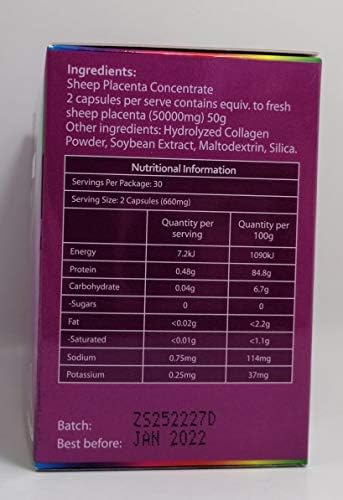 Ingredients:
Sheep Placenta Concentrate
2 capsules per serve contains equiv. to fresh
sheep placenta (50000mg) 50g
Other ingredients: Hydrolyzed Collagen
Powder, Soybean Extract, Maltodextrin, Silica.
Nutritional Information
Servings Per Package: 30
Serving Size: 2 Capsules (660mg)
Quantity per serving Quantity per 100g
Energy 7.2kJ 1090kJ
Protein 0.48g 84.8g
Carbohydrate 0.04g 6.7g
-Sugars 0 0
Fat <0.02g <2.2g
-Saturated <0.01g <1.1g
Sodium 0.75mg 114mg
Potassium 0.25mg 37mg
Batch: ZS252227D
Best before: JAN 2022